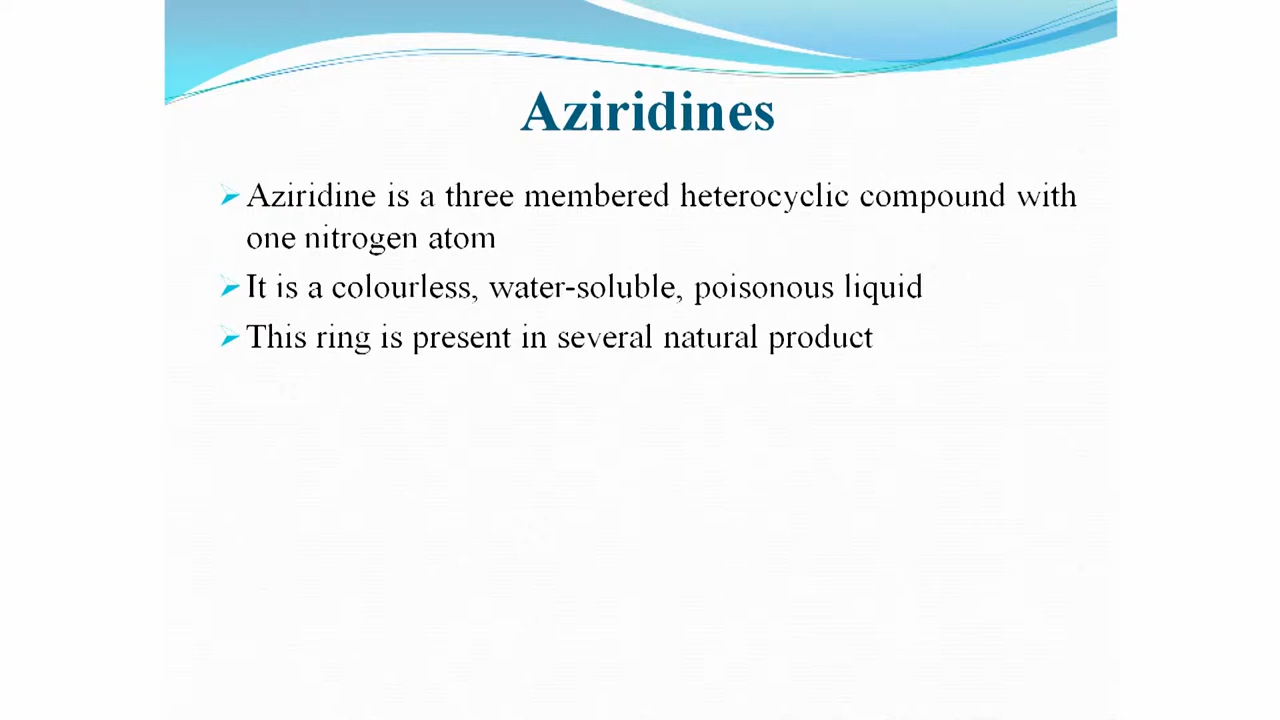 Aziridines
Aziridine is a three membered heterocyclic compound with
one nitrogen atom
It is a colourless, water-soluble, poisonous liquid
This ring is present in several natural product